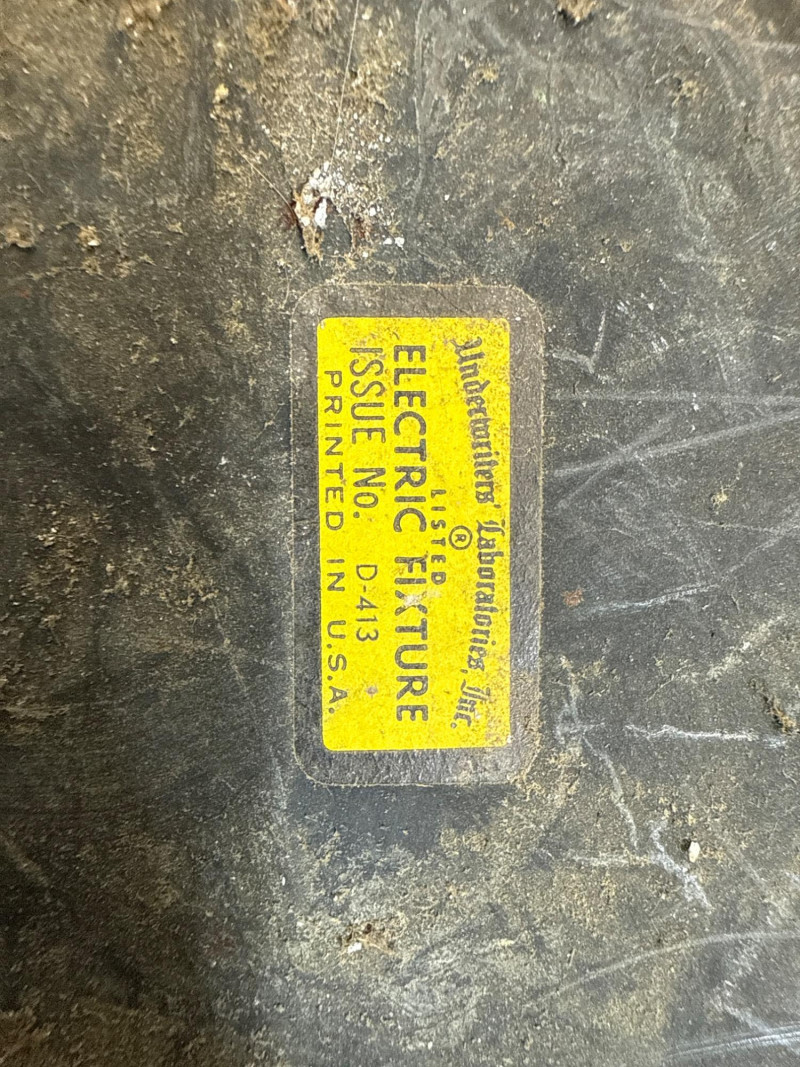 Underwriters' Laboratories, Inc.
®
LISTED
ELECTRIC FIXTURE
ISSUE No. D-413
PRINTED IN U.S.A.